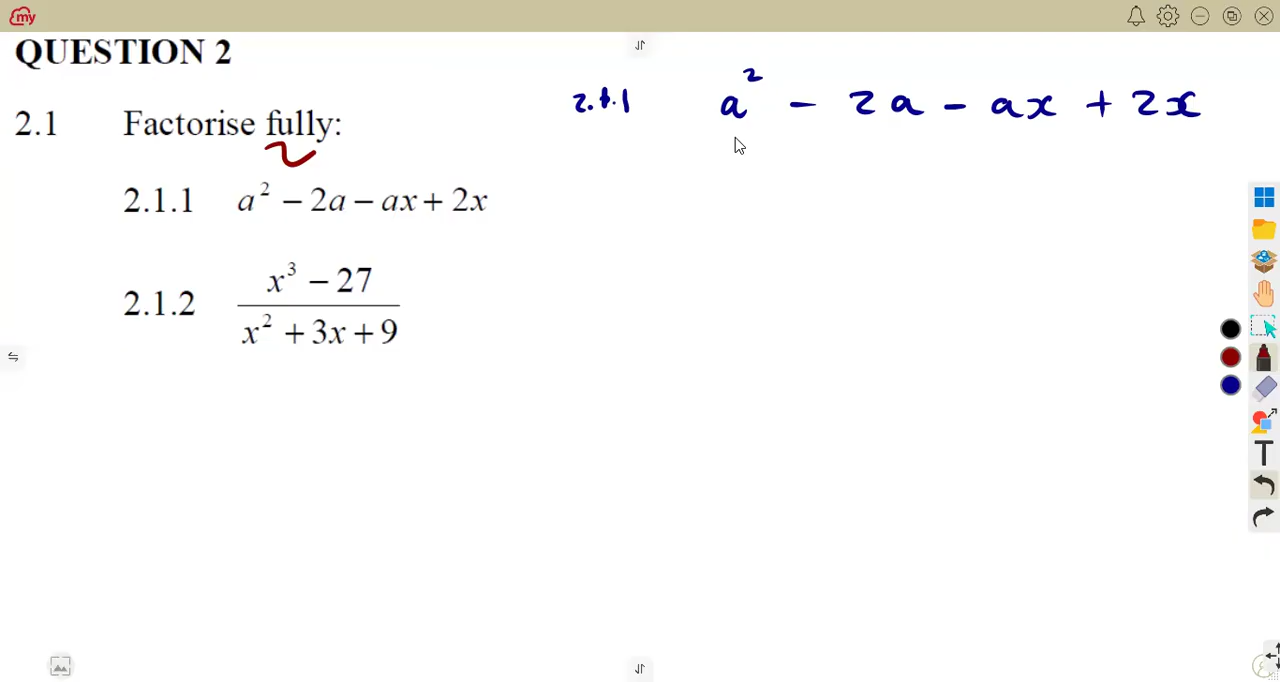 my
QUESTION 2
2.1 Factorise fully:
2.1.1 a² − 2a − ax + 2x
2.1.2 x³ − 27 / x² + 3x + 9
2.1.1 a² − 2a − ax + 2x
T